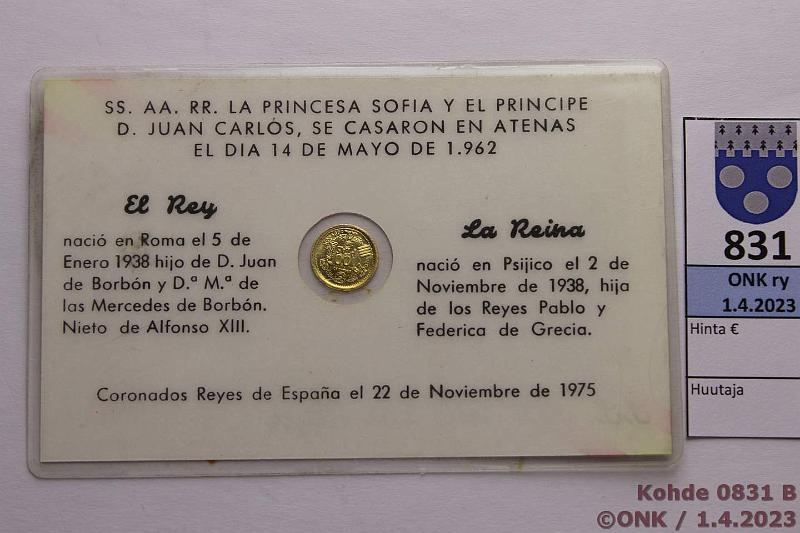 SS. AA. RR. LA PRINCESA SOFIA Y EL PRINCIPE
D. JUAN CARLOS, SE CASARON EN ATENAS
EL DIA 14 DE MAYO DE 1.962
El Rey
nació en Roma el 5 de
Enero 1938 hijo de D. Juan
de Borbón y D.ª M.ª de
las Mercedes de Borbón.
Nieto de Alfonso XIII.
La Reina
nació en Psijico el 2 de
Noviembre de 1938, hija
de los Reyes Pablo y
Federica de Grecia.
Coronados Reyes de España el 22 de Noviembre de 1975
831
ONK ry
1.4.2023
Hinta €
Huutaja
Kohde 0831 B
©ONK / 1.4.2023